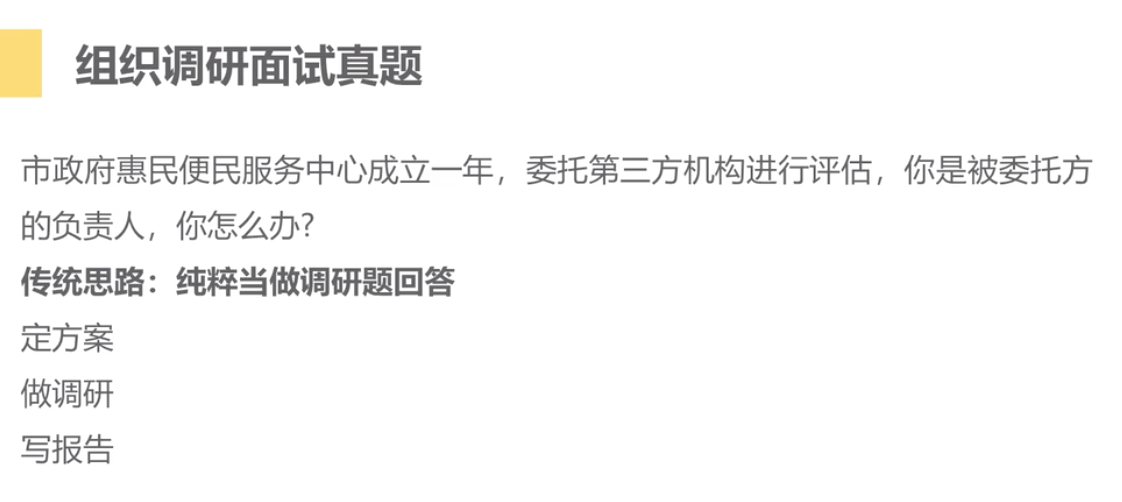 组织调研面试真题
市政府惠民便民服务中心成立一年，委托第三方机构进行评估，你是被委托方
的负责人，你怎么办?
传统思路：纯粹当做调研题回答
定方案
做调研
写报告